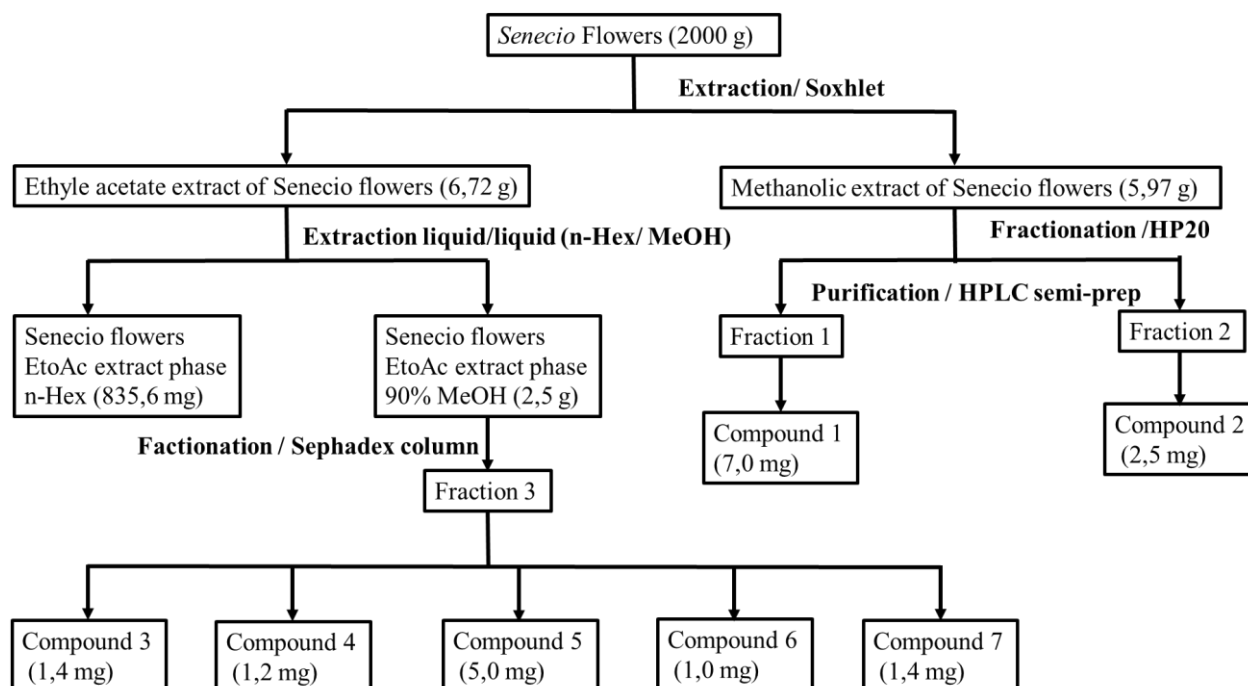 Senecio Flowers (2000 g)
Extraction/ Soxhlet
Ethyle acetate extract of Senecio flowers (6,72 g)
Methanolic extract of Senecio flowers (5,97 g)
Extraction liquid/liquid (n-Hex/ MeOH)
Fractionation /HP20
Senecio flowers
EtoAc extract phase
n-Hex (835,6 mg)
Senecio flowers
EtoAc extract phase
90% MeOH (2,5 g)
Purification / HPLC semi-prep
Fraction 1
Fraction 2
Compound 1
(7,0 mg)
Compound 2
(2,5 mg)
Factionation / Sephadex column
Fraction 3
Compound 3
(1,4 mg)
Compound 4
(1,2 mg)
Compound 5
(5,0 mg)
Compound 6
(1,0 mg)
Compound 7
(1,4 mg)